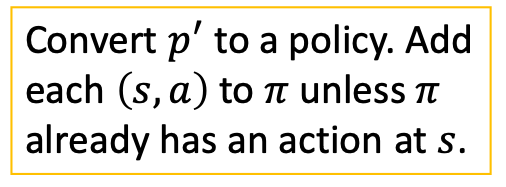 Convert p′ to a policy. Add
each (s, a) to π unless π
already has an action at s.